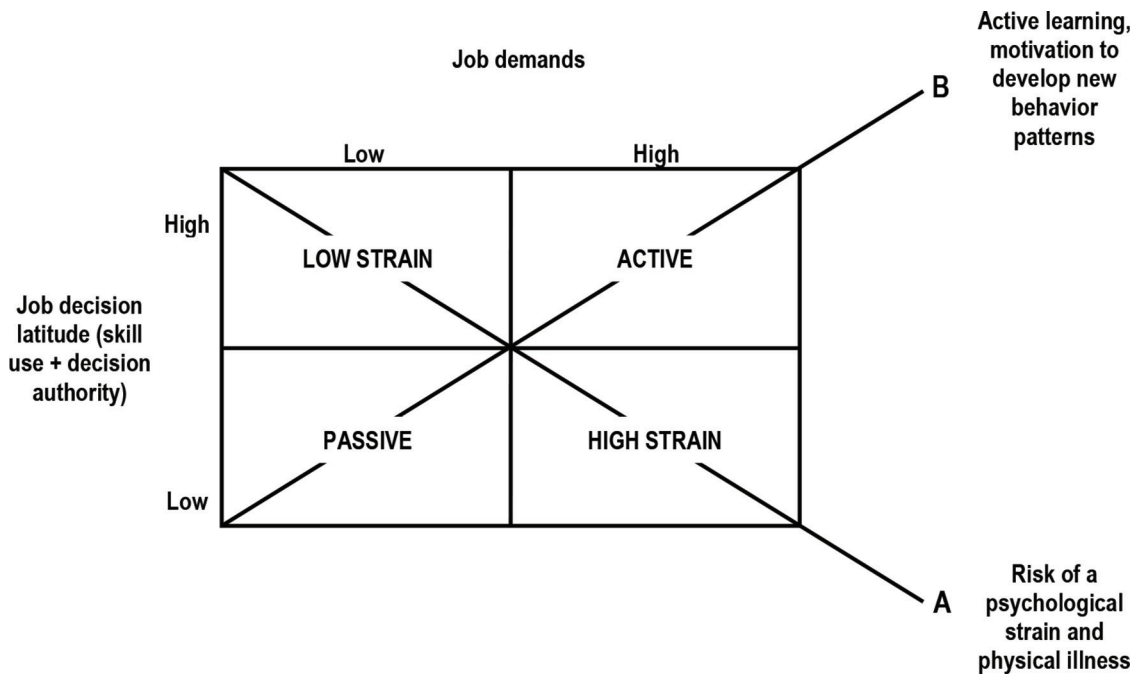 Job demands
Active learning,
motivation to
develop new
behavior
patterns
B
Low
High
High
LOW STRAIN
ACTIVE
Job decision
latitude (skill
use + decision
authority)
PASSIVE
HIGH STRAIN
Low
A
Risk of a
psychological
strain and
physical illness